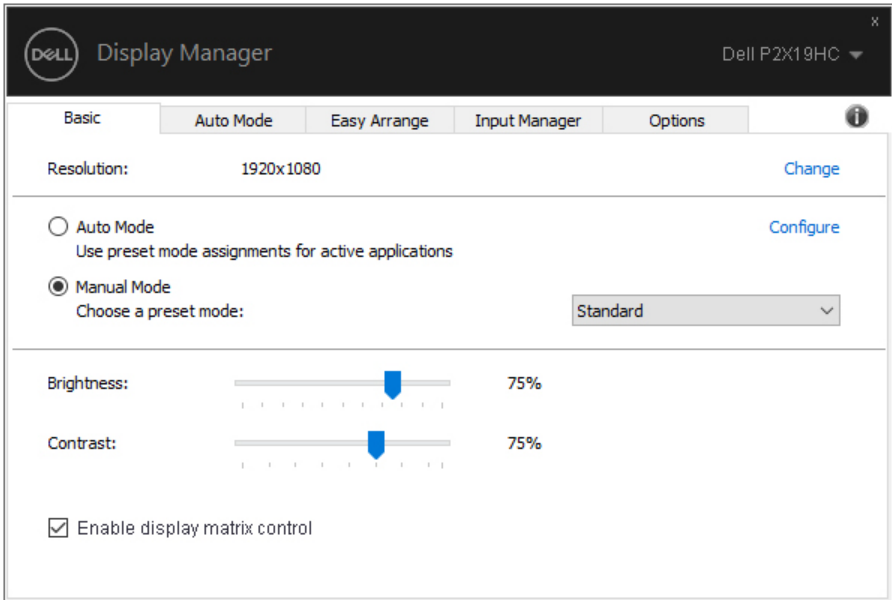 x
DELL
Display Manager
Dell P2X19HC
Basic
Auto Mode
Easy Arrange
Input Manager
Options
i
Resolution: 1920x1080 Change
Auto Mode Configure
Use preset mode assignments for active applications
Manual Mode
Choose a preset mode: Standard
Brightness: 75%
Contrast: 75%
Enable display matrix control